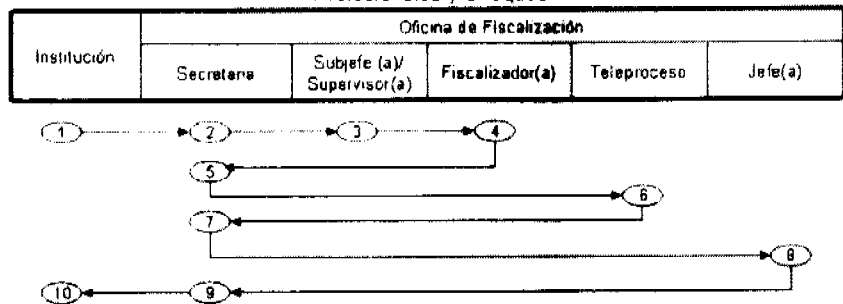 Oficina de Fiscalización
Institución
Secretaria
Subjefe (a)/
Supervisor(a)
Fiscalizador(a)
Teleproceso
Jefe(a)
1 2 3 4
5
6
7
8
10 9